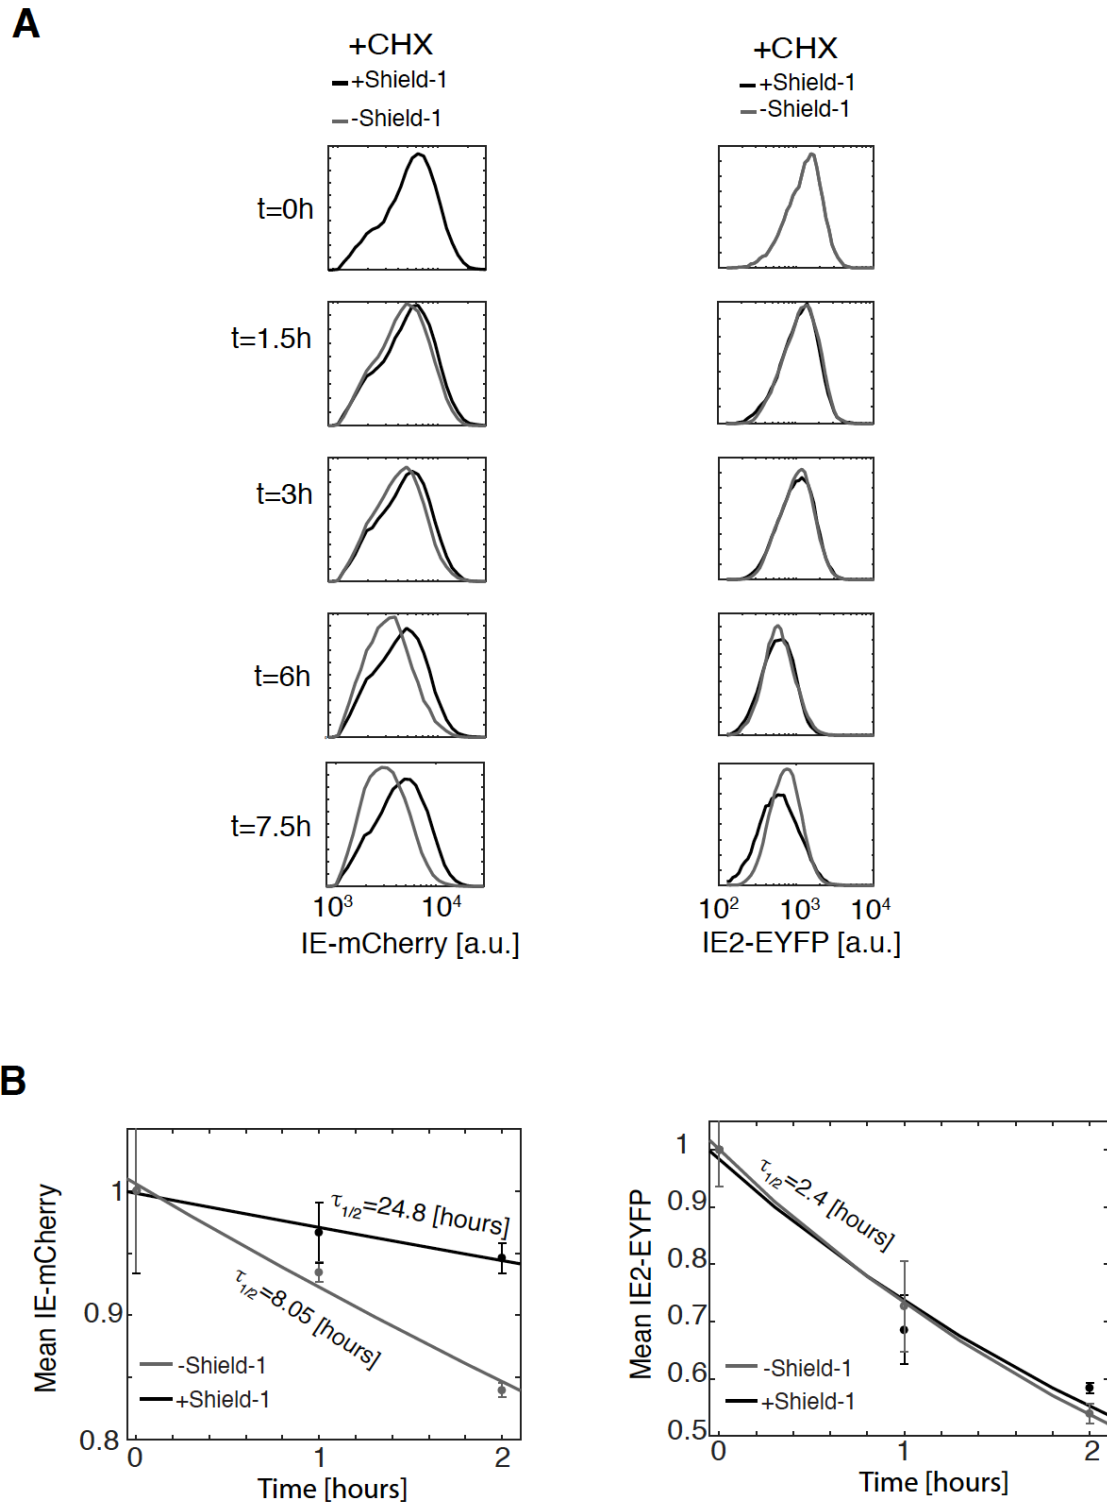 A
+CHX
+Shield-1
-Shield-1
+CHX
+Shield-1
-Shield-1
t=0h
t=1.5h
t=3h
t=6h
t=7.5h
10³ 10⁴
IE-mCherry [a.u.]
10² 10³ 10⁴
IE2-EYFP [a.u.]
B
Mean IE-mCherry
1
0.9
0.8
τ1/2=24.8 [hours]
τ1/2=8.05 [hours]
-Shield-1
+Shield-1
0 1 2
Time [hours]
Mean IE2-EYFP
1
0.9
0.8
0.7
0.6
0.5
τ1/2=2.4 [hours]
-Shield-1
+Shield-1
0 1 2
Time [hours]